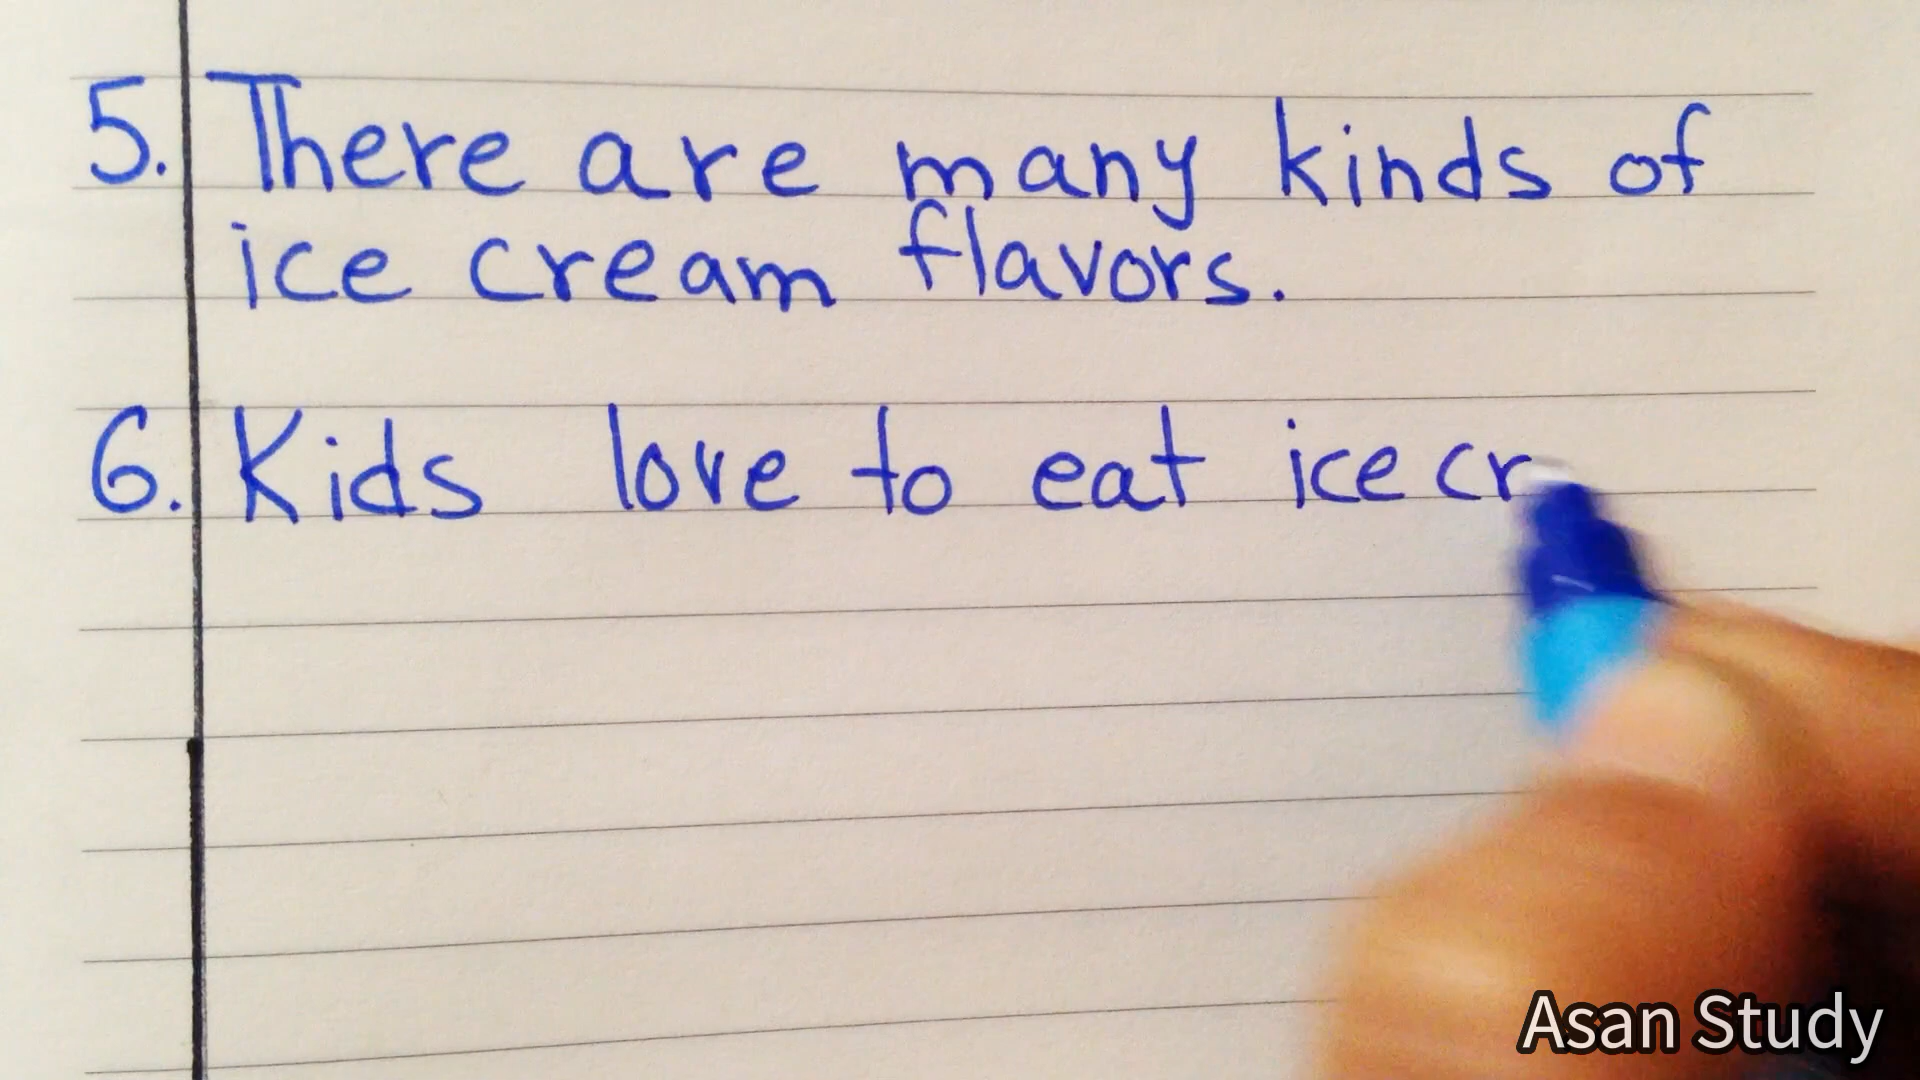 5. There are many kinds of
ice cream flavors.
6. Kids love to eat ice cr
Asan Study